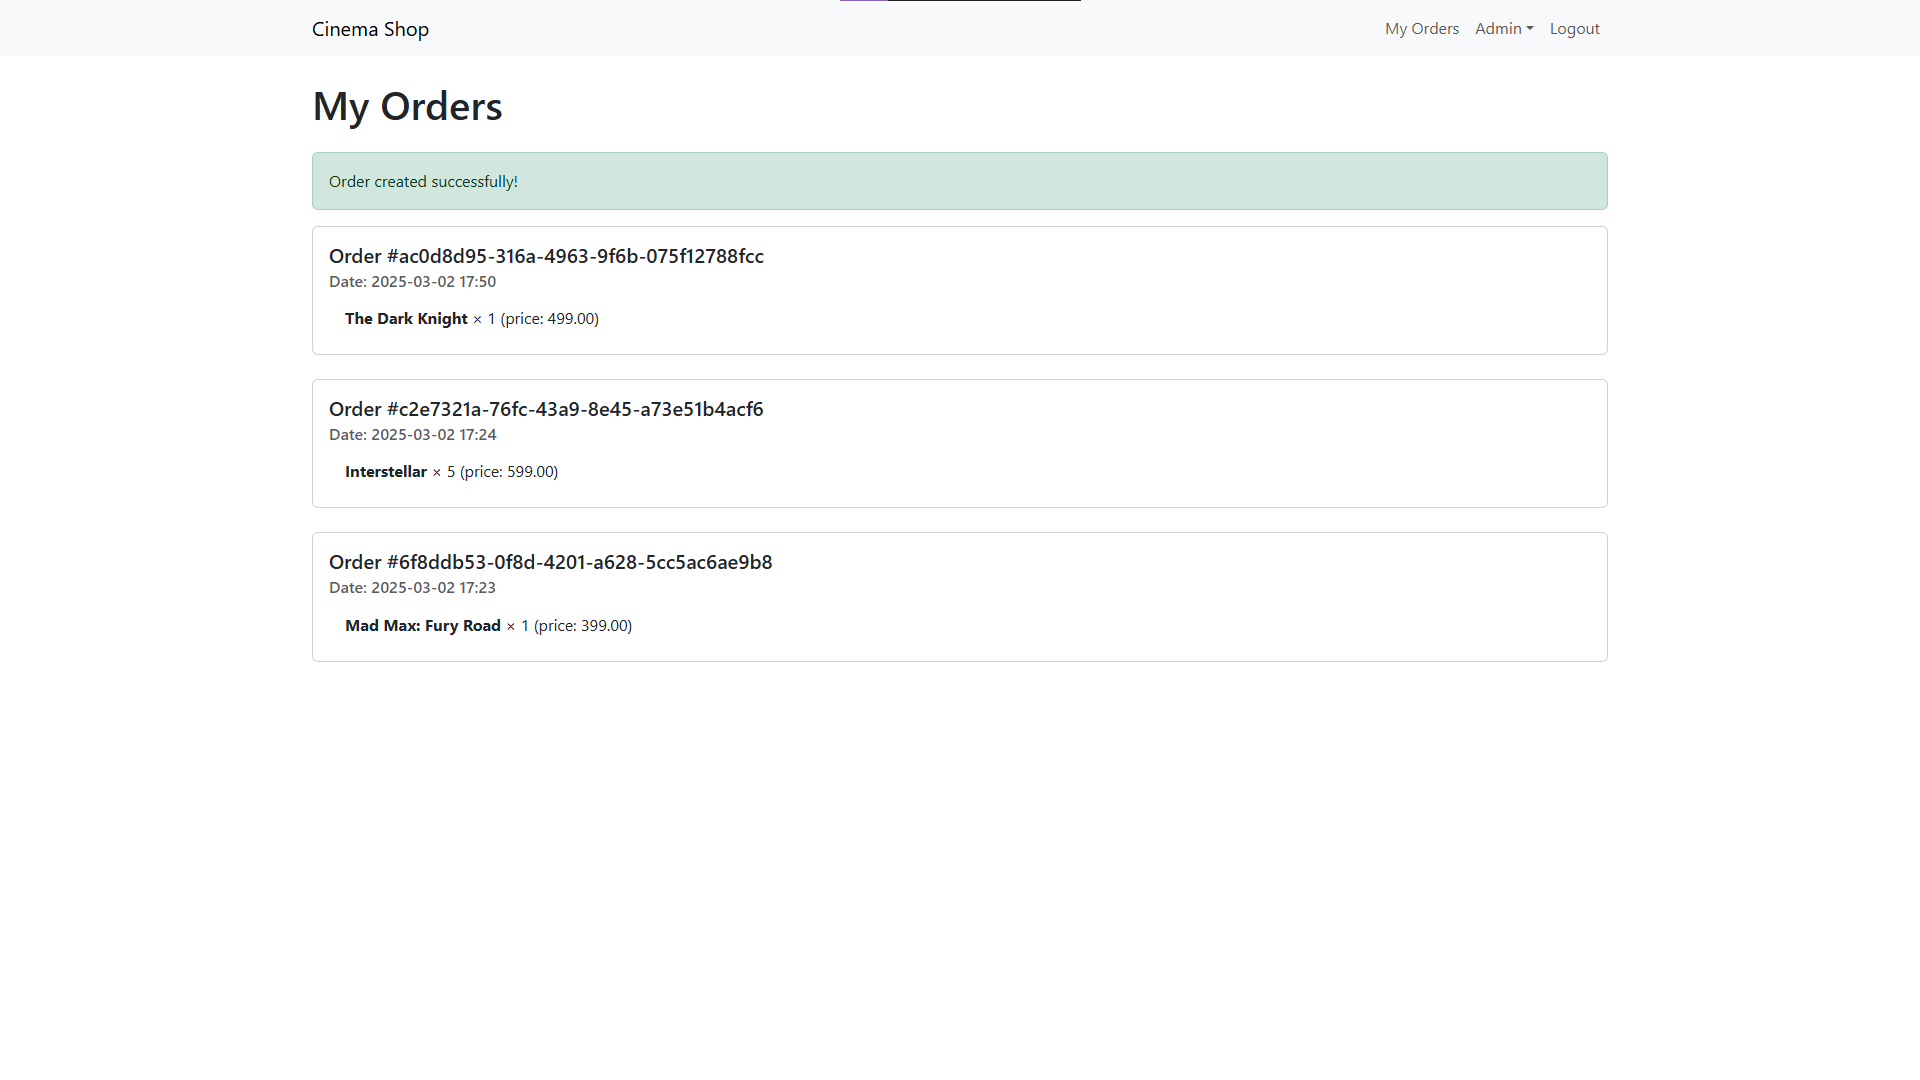 Cinema Shop
My Orders Admin Logout
My Orders
Order created successfully!
Order #ac0d8d95-316a-4963-9f6b-075f12788fcc
Date: 2025-03-02 17:50
The Dark Knight × 1 (price: 499.00)
Order #c2e7321a-76fc-43a9-8e45-a73e51b4acf6
Date: 2025-03-02 17:24
Interstellar × 5 (price: 599.00)
Order #6f8ddb53-0f8d-4201-a628-5cc5ac6ae9b8
Date: 2025-03-02 17:23
Mad Max: Fury Road × 1 (price: 399.00)